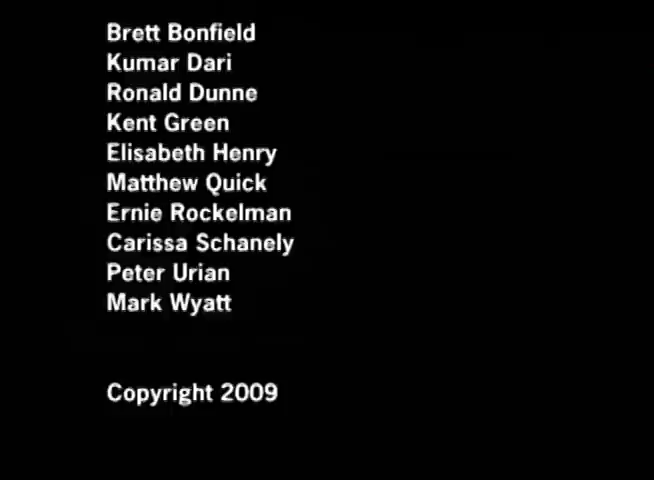 Brett Bonfield
Kumar Dari
Ronald Dunne
Kent Green
Elisabeth Henry
Matthew Quick
Ernie Rockelman
Carissa Schanely
Peter Urian
Mark Wyatt
Copyright 2009